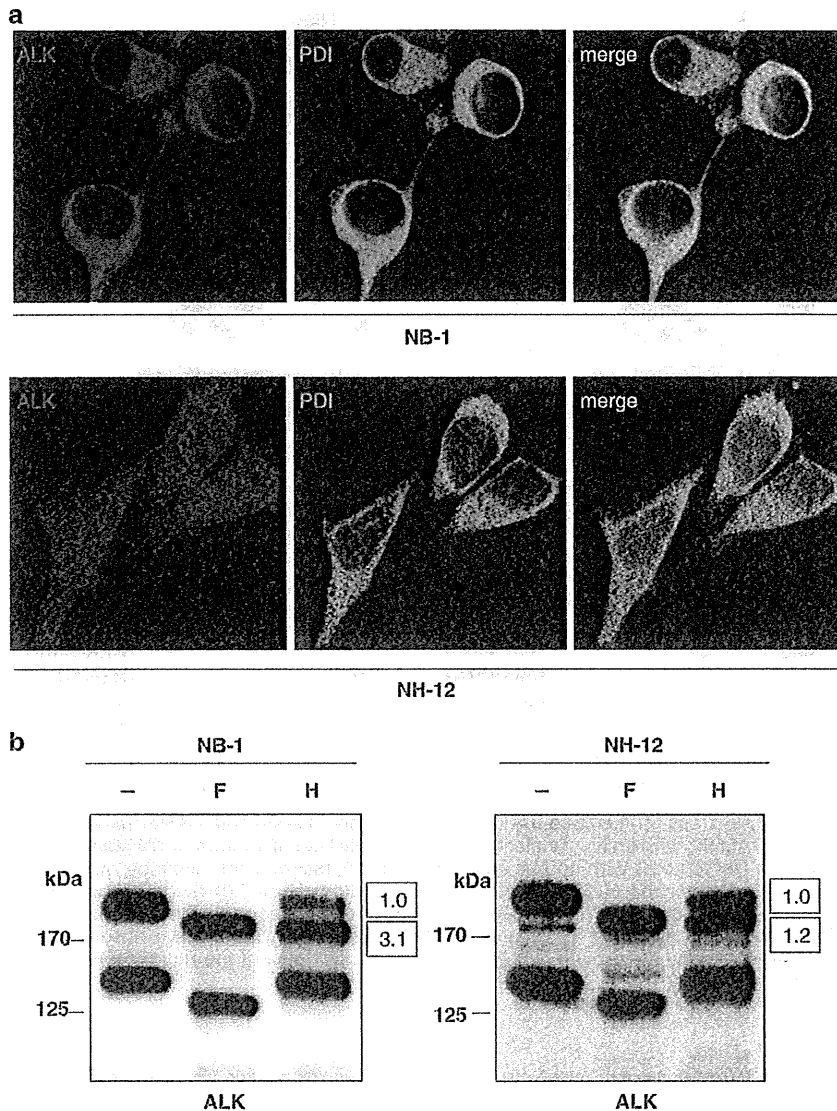 a
ALK PDI merge
NB-1
ALK PDI merge
NH-12
b
NB-1 NH-12
– F H – F H
kDa kDa
1.0 1.0
170 3.1 170 1.2
125 125
ALK ALK